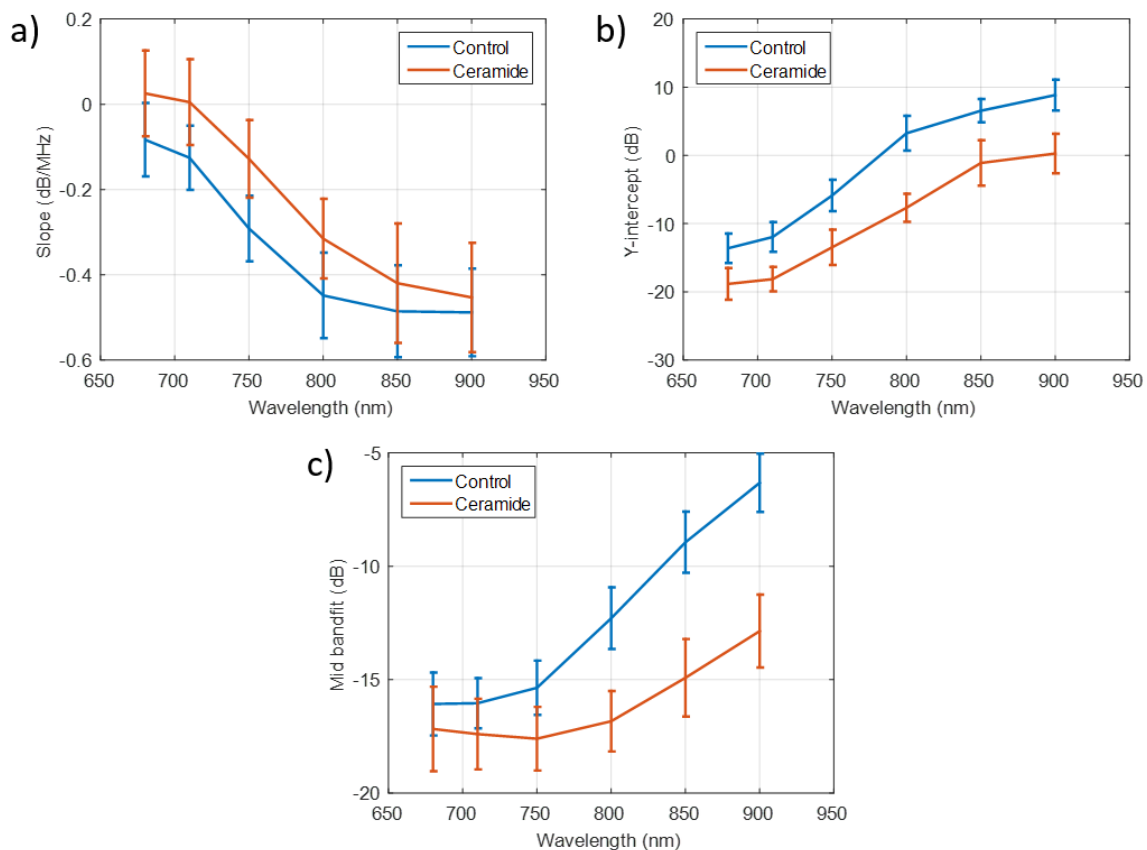 a)
Slope (dB/MHz)
0.2
0
-0.2
-0.4
-0.6
Control
Ceramide
650 700 750 800 850 900 950
Wavelength (nm)
b)
Y-intercept (dB)
20
10
0
-10
-20
-30
Control
Ceramide
650 700 750 800 850 900 950
Wavelength (nm)
c)
Mid bandfit (dB)
-5
-10
-15
-20
Control
Ceramide
650 700 750 800 850 900 950
Wavelength (nm)